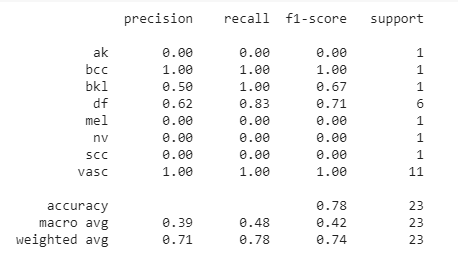 precision recall f1-score support
ak 0.00 0.00 0.00 1
bcc 1.00 1.00 1.00 1
bkl 0.50 1.00 0.67 1
df 0.62 0.83 0.71 6
mel 0.00 0.00 0.00 1
nv 0.00 0.00 0.00 1
scc 0.00 0.00 0.00 1
vasc 1.00 1.00 1.00 11
accuracy 0.78 23
macro avg 0.39 0.48 0.42 23
weighted avg 0.71 0.78 0.74 23